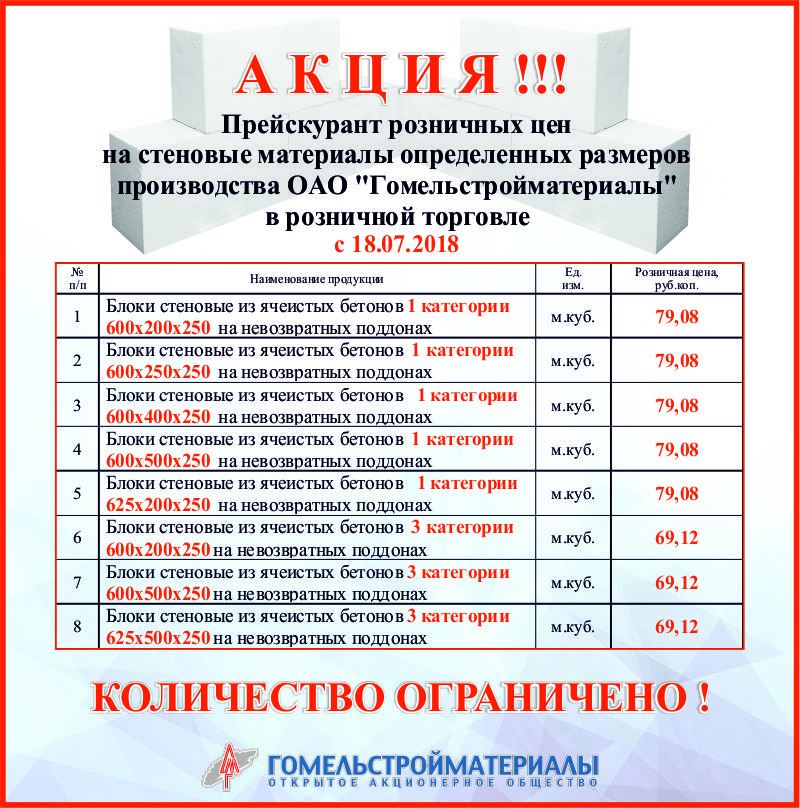 АКЦИЯ!!!
Прейскурант розничных цен
на стеновые материалы определенных размеров
производства ОАО "Гомельстройматериалы"
в розничной торговле
с 18.07.2018
№ п/п Наименование продукции Ед. изм. Розничная цена, руб.коп.
1 Блоки стеновые из ячеистых бетонов 1 категории
600х200х250 на невозвратных поддонах м.куб. 79,08
2 Блоки стеновые из ячеистых бетонов 1 категории
600х250х250 на невозвратных поддонах м.куб. 79,08
3 Блоки стеновые из ячеистых бетонов 1 категории
600х400х250 на невозвратных поддонах м.куб. 79,08
4 Блоки стеновые из ячеистых бетонов 1 категории
600х500х250 на невозвратных поддонах м.куб. 79,08
5 Блоки стеновые из ячеистых бетонов 1 категории
625х200х250 на невозвратных поддонах м.куб. 79,08
6 Блоки стеновые из ячеистых бетонов 3 категории
600х200х250 на невозвратных поддонах м.куб. 69,12
7 Блоки стеновые из ячеистых бетонов 3 категории
600х500х250 на невозвратных поддонах м.куб. 69,12
8 Блоки стеновые из ячеистых бетонов 3 категории
625х500х250 на невозвратных поддонах м.куб. 69,12
КОЛИЧЕСТВО ОГРАНИЧЕНО !
ГОМЕЛЬСТРОЙМАТЕРИАЛЫ
ОТКРЫТОЕ АКЦИОНЕРНОЕ ОБЩЕСТВО